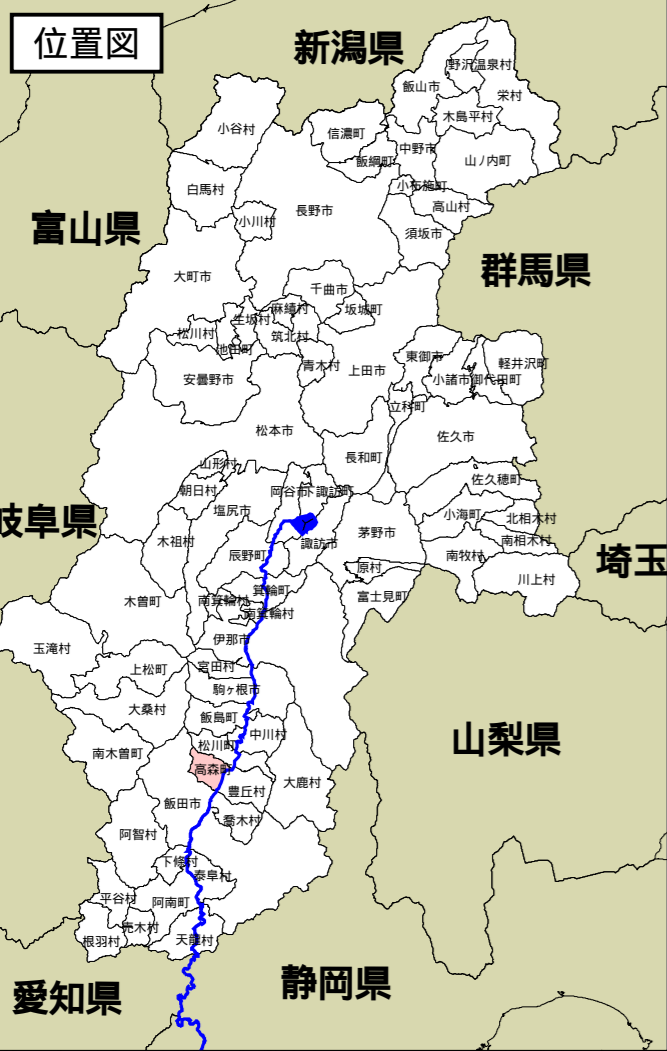 位置図
新潟県
野沢温泉村
飯山市
栄村
木島平村
小谷村
信濃町
中野市
飯綱町
山ノ内町
白馬村
小布施町
高山村
長野市
小川村
富山県
須坂市
群馬県
大町市
千曲市
麻績村
坂城町
生坂村
松川村
筑北村
池田町
青木村
上田市
東御市
軽井沢町
安曇野市
小諸市
御代田町
立科町
松本市
佐久市
長和町
山形村
佐久穂町
朝日村
岡谷市
下諏訪町
塩尻市
小海町
北相木村
岐阜県
茅野市
木祖村
諏訪市
南相木村
辰野町
南牧村
埼玉
原村
川上村
箕輪町
富士見町
木曽町
南箕輪村
南箕輪村
伊那市
玉滝村
宮田村
上松町
駒ヶ根市
大桑村
飯島町
中川村
山梨県
松川町
南木曽町
高森町
大鹿村
豊丘村
飯田市
喬木村
阿智村
下條村
泰阜村
平谷村
阿南町
売木村
根羽村
天龍村
静岡県
愛知県